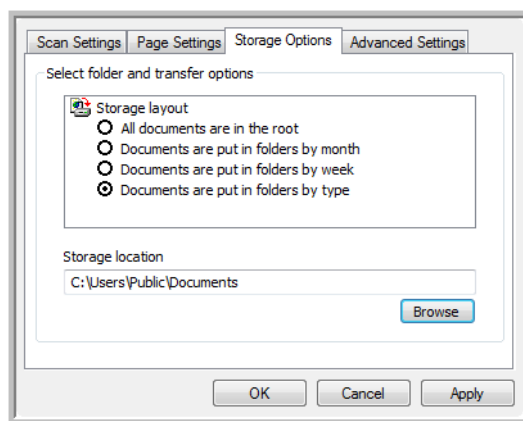 Scan Settings Page Settings Storage Options Advanced Settings
Select folder and transfer options
Storage layout
All documents are in the root
Documents are put in folders by month
Documents are put in folders by week
Documents are put in folders by type
Storage location
C:\Users\Public\Documents
Browse
OK Cancel Apply